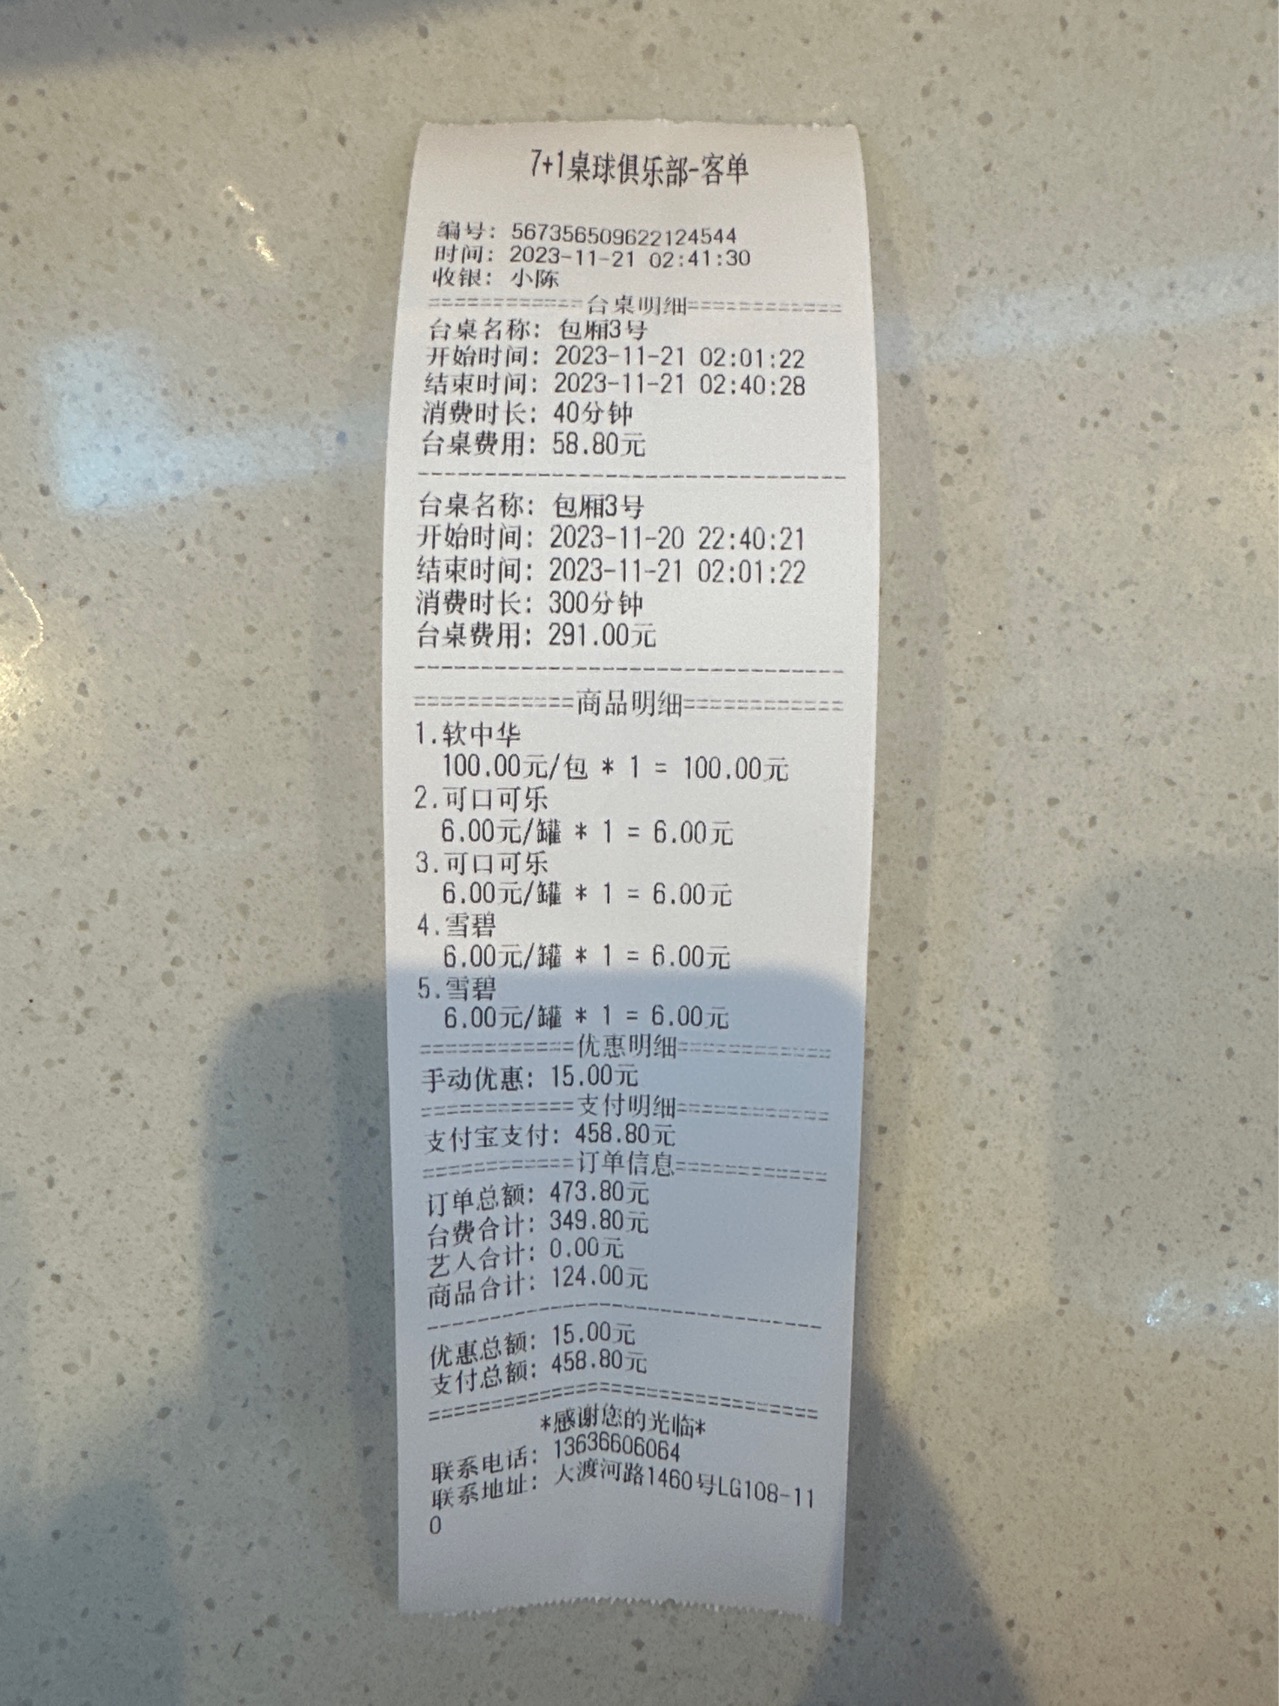 7+1桌球俱乐部-客单
编号: 567356509622124544
时间: 2023-11-21 02:41:30
收银: 小陈
============台桌明细============
台桌名称: 包厢3号
开始时间: 2023-11-21 02:01:22
结束时间: 2023-11-21 02:40:28
消费时长: 40分钟
台桌费用: 58.80元
--------------------------------
台桌名称: 包厢3号
开始时间: 2023-11-20 22:40:21
结束时间: 2023-11-21 02:01:22
消费时长: 300分钟
台桌费用: 291.00元
--------------------------------
============商品明细============
1.软中华
100.00元/包 * 1 = 100.00元
2.可口可乐
6.00元/罐 * 1 = 6.00元
3.可口可乐
6.00元/罐 * 1 = 6.00元
4.雪碧
6.00元/罐 * 1 = 6.00元
5.雪碧
6.00元/罐 * 1 = 6.00元
============优惠明细============
手动优惠: 15.00元
============支付明细============
支付宝支付: 458.80元
============订单信息============
订单总额: 473.80元
台费合计: 349.80元
艺人合计: 0.00元
商品合计: 124.00元
--------------------------------
优惠总额: 15.00元
支付总额: 458.80元
================================
*感谢您的光临*
联系电话: 13636606064
联系地址: 大渡河路1460号LG108-11
0